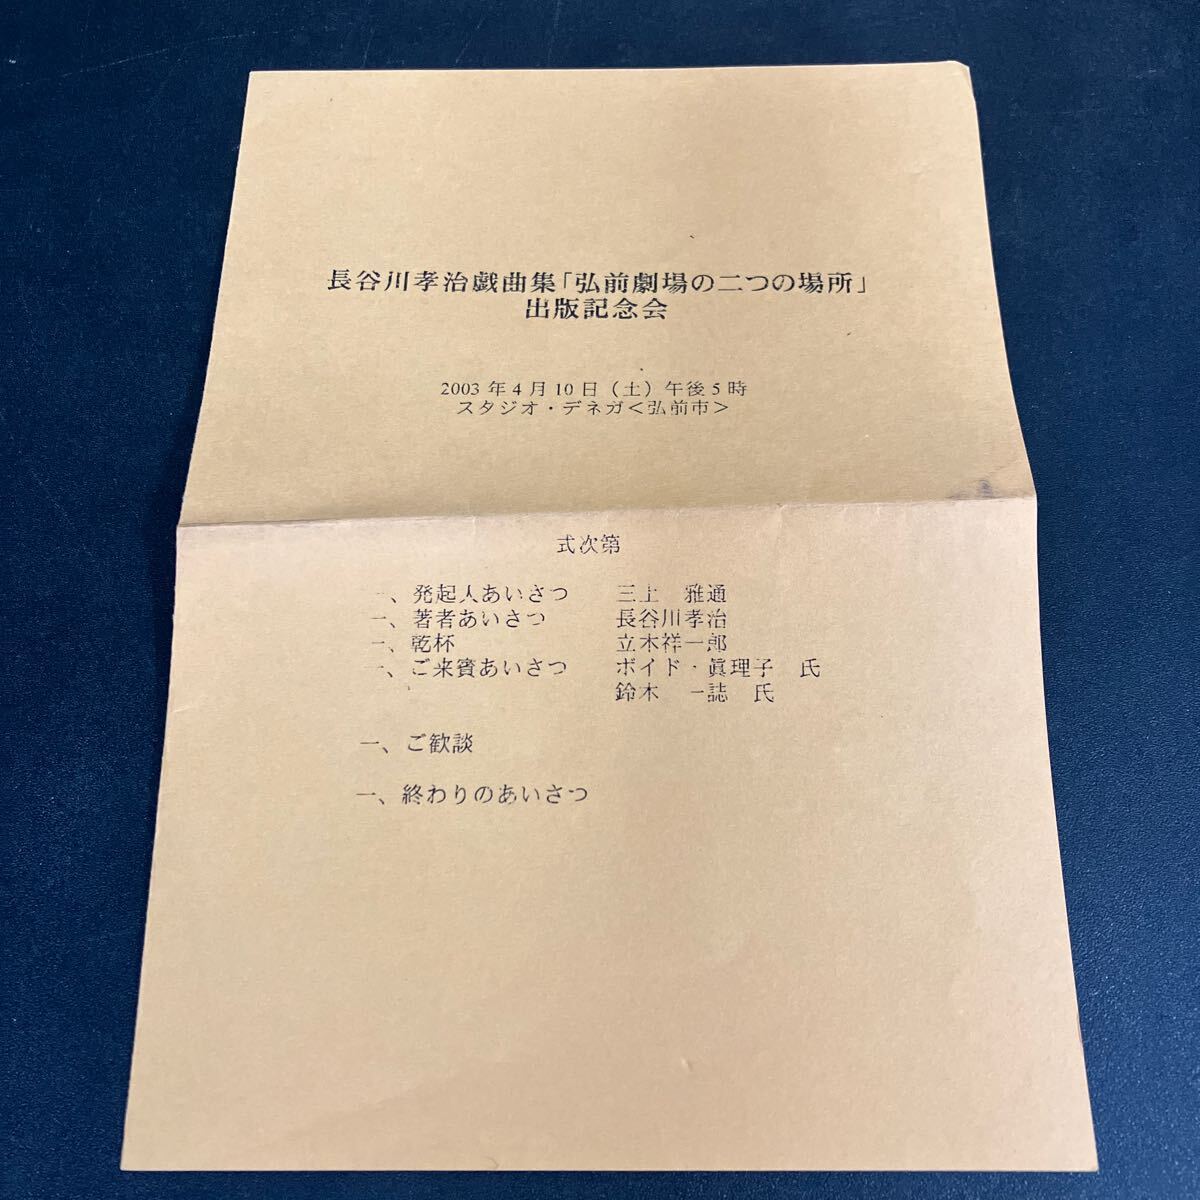 長谷川孝治戯曲集「弘前劇場の二つの場所」
出版記念会
2003年4月10日（土）午後5時
スタジオ・デネガ＜弘前市＞
式次第
一、発起人あいさつ　三上　雅通
一、著者あいさつ　長谷川孝治
一、乾杯　立木祥一郎
一、ご来賓あいさつ　ボイド・眞理子　氏
鈴木　一誌　氏
一、ご歓談
一、終わりのあいさつ